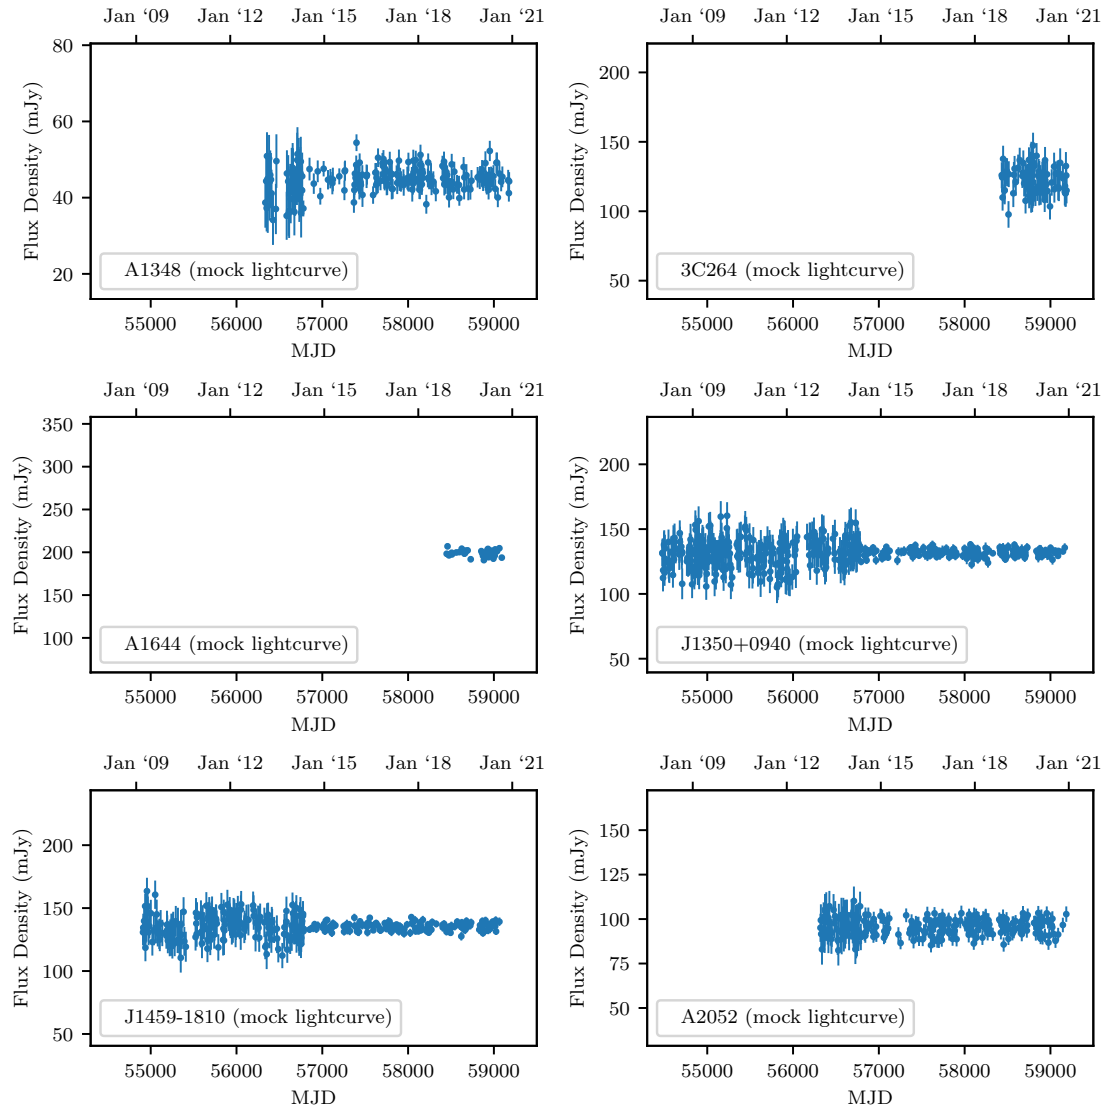 Jan ‘09 Jan ‘12 Jan ‘15 Jan ‘18 Jan ‘21
Flux Density (mJy)
80
60
40
20
A1348 (mock lightcurve)
55000 56000 57000 58000 59000
MJD
Jan ‘09 Jan ‘12 Jan ‘15 Jan ‘18 Jan ‘21
Flux Density (mJy)
200
150
100
50
3C264 (mock lightcurve)
55000 56000 57000 58000 59000
MJD
Jan ‘09 Jan ‘12 Jan ‘15 Jan ‘18 Jan ‘21
Flux Density (mJy)
350
300
250
200
150
100
A1644 (mock lightcurve)
55000 56000 57000 58000 59000
MJD
Jan ‘09 Jan ‘12 Jan ‘15 Jan ‘18 Jan ‘21
Flux Density (mJy)
200
150
100
50
J1350+0940 (mock lightcurve)
55000 56000 57000 58000 59000
MJD
Jan ‘09 Jan ‘12 Jan ‘15 Jan ‘18 Jan ‘21
Flux Density (mJy)
200
150
100
50
J1459-1810 (mock lightcurve)
55000 56000 57000 58000 59000
MJD
Jan ‘09 Jan ‘12 Jan ‘15 Jan ‘18 Jan ‘21
Flux Density (mJy)
150
125
100
75
50
A2052 (mock lightcurve)
55000 56000 57000 58000 59000
MJD